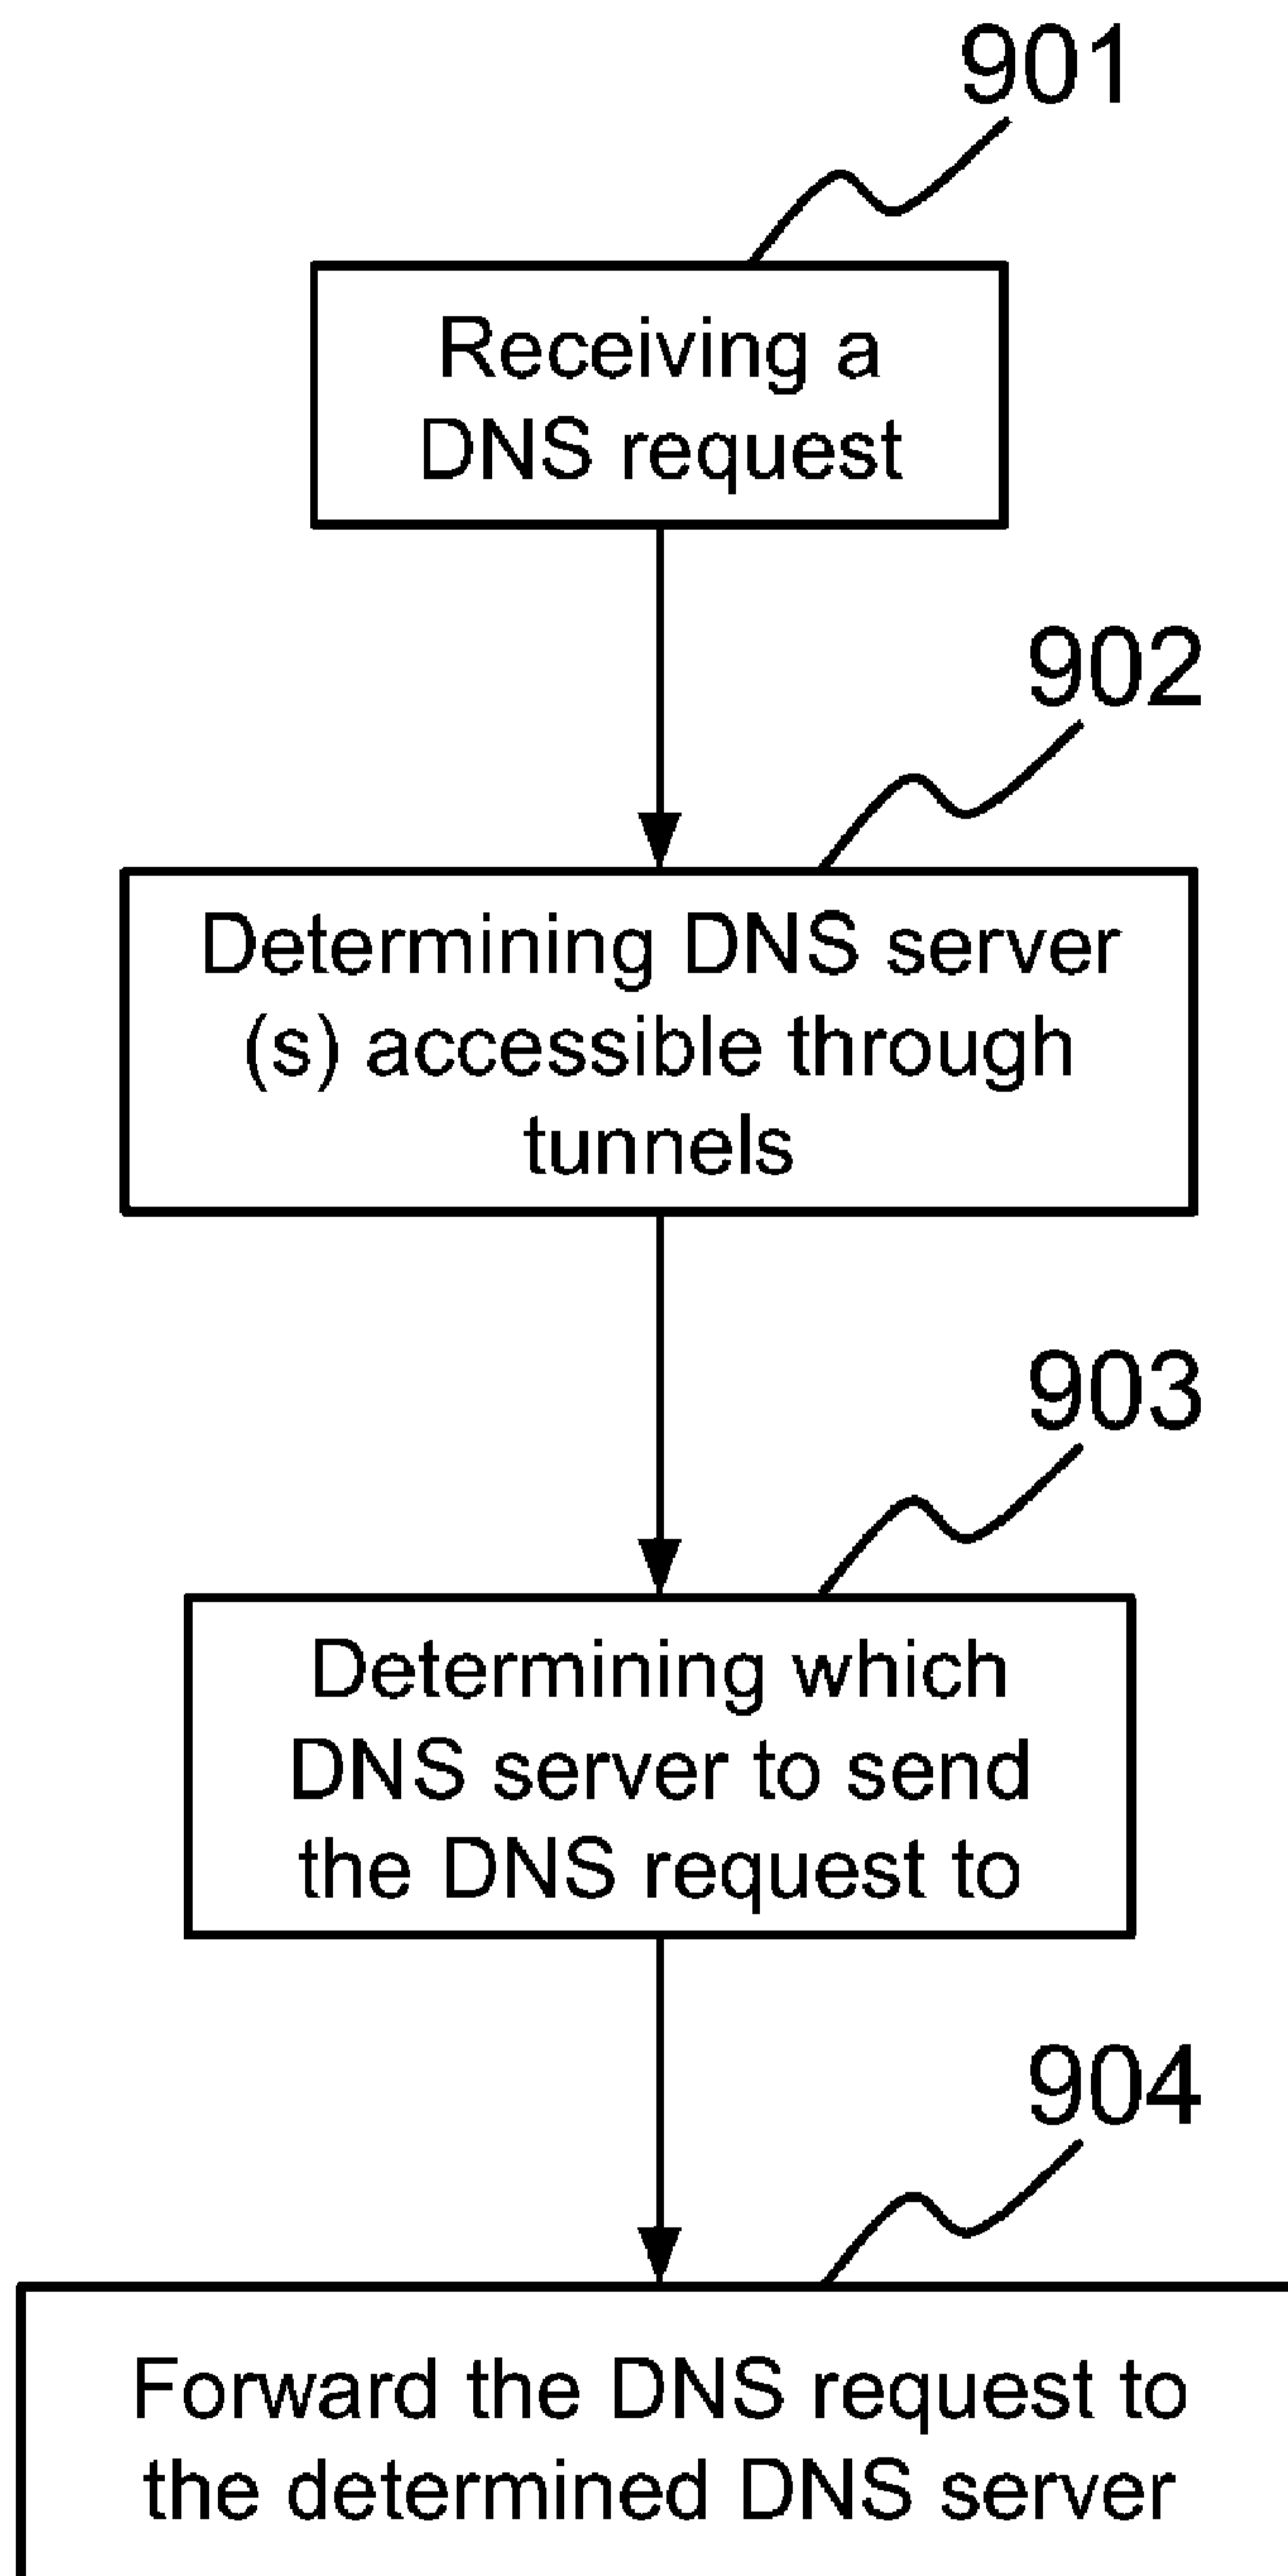 901
Receiving a
DNS request
902
Determining DNS server
(s) accessible through
tunnels
903
Determining which
DNS server to send
the DNS request to
904
Forward the DNS request to
the determined DNS server